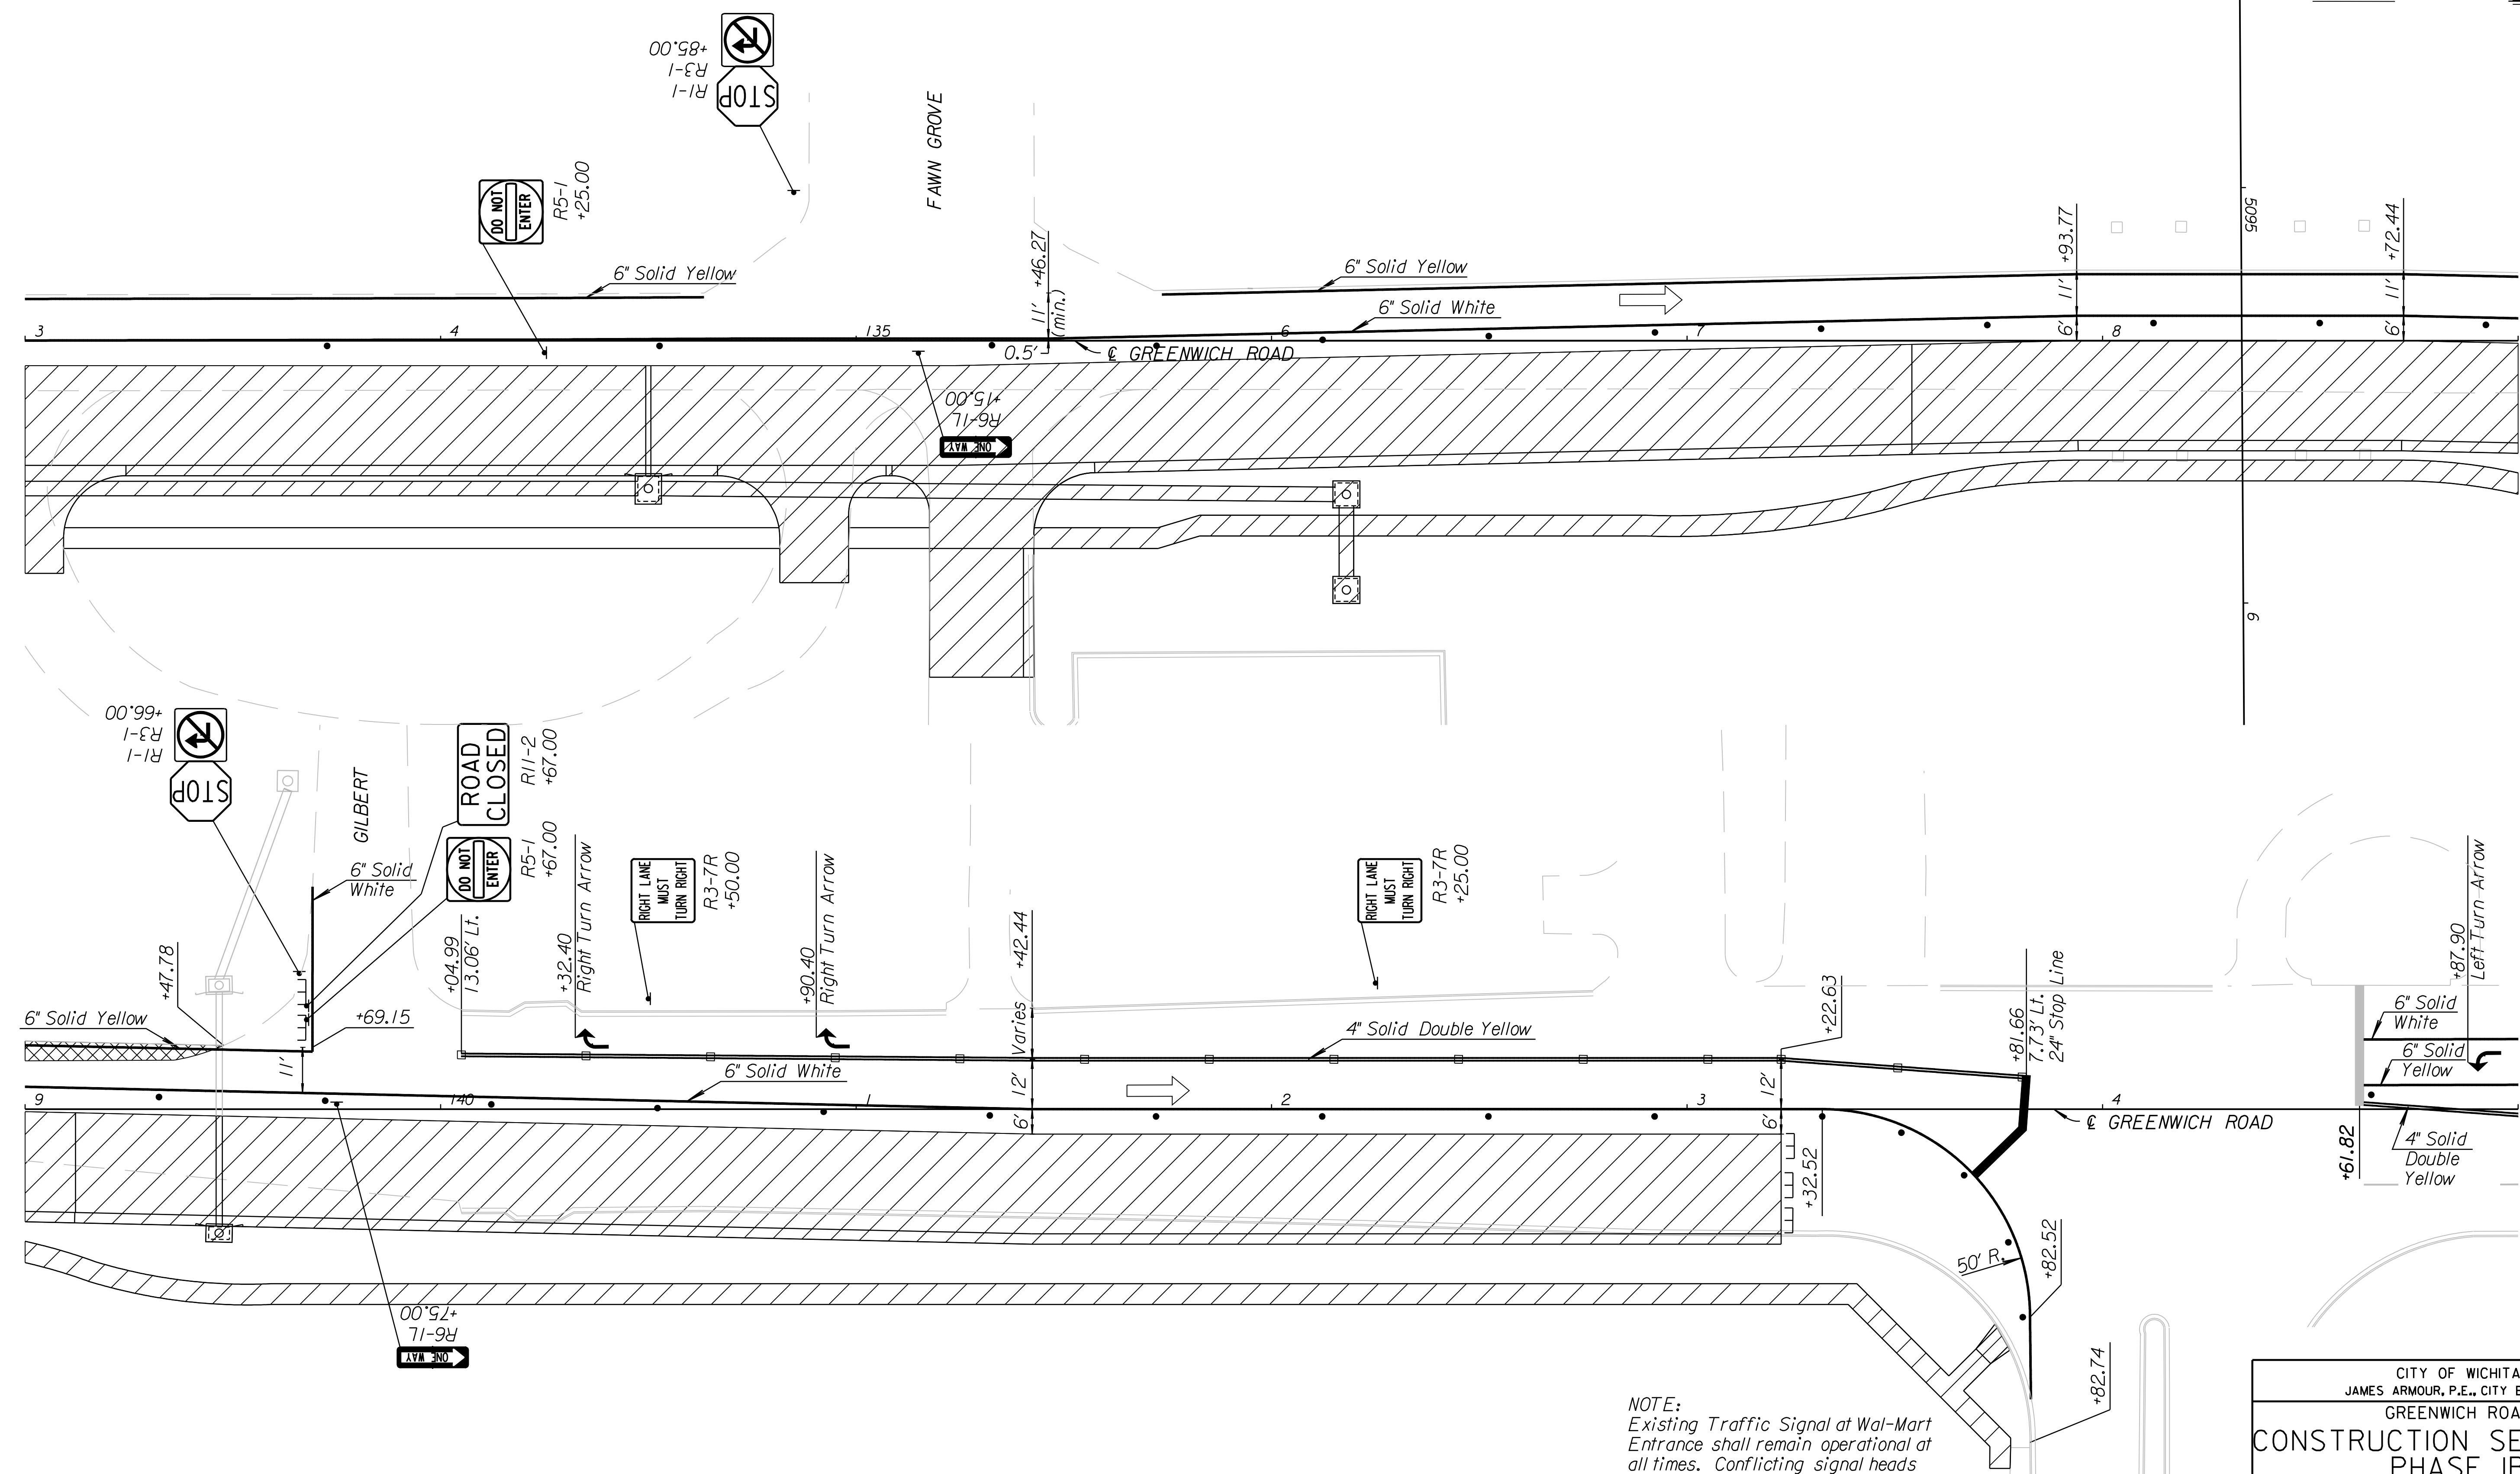 +85.00
R3-1
R1-1
STOP
FAWN GROVE
DO NOT
ENTER
R5-1
+25.00
6" Solid Yellow
+46.27
11'
(min.)
0.5'
6" Solid Yellow
6" Solid White
+93.77
11'
6'
5095
+72.44
11'
6'
3
4
135
6
7
8
℄ GREENWICH ROAD
+15.00
R6-1L
ONE WAY
6
+66.00
R3-1
R1-1
STOP
GILBERT
ROAD
CLOSED
R11-2
+67.00
DO NOT
ENTER
R5-1
+67.00
6" Solid
White
+47.78
6" Solid Yellow
+69.15
11'
+04.99
13.06' Lt.
+32.40
Right Turn Arrow
RIGHT LANE
MUST
TURN RIGHT
R3-7R
+50.00
+90.40
Right Turn Arrow
+42.44
Varies
12'
6'
RIGHT LANE
MUST
TURN RIGHT
R3-7R
+25.00
4" Solid Double Yellow
6" Solid White
+22.63
12'
6'
+81.66
7.73' Lt.
24" Stop Line
+87.90
Left Turn Arrow
6" Solid
White
6" Solid
Yellow
9
140
1
2
3
4
℄ GREENWICH ROAD
+61.82
4" Solid
Double
Yellow
+32.52
50' R.
+82.52
+82.74
+75.00
R6-1L
ONE WAY
NOTE:
Existing Traffic Signal at Wal-Mart
Entrance shall remain operational at
all times. Conflicting signal heads
CITY OF WICHITA
JAMES ARMOUR, P.E., CITY E
GREENWICH ROA
CONSTRUCTION SE
PHASE